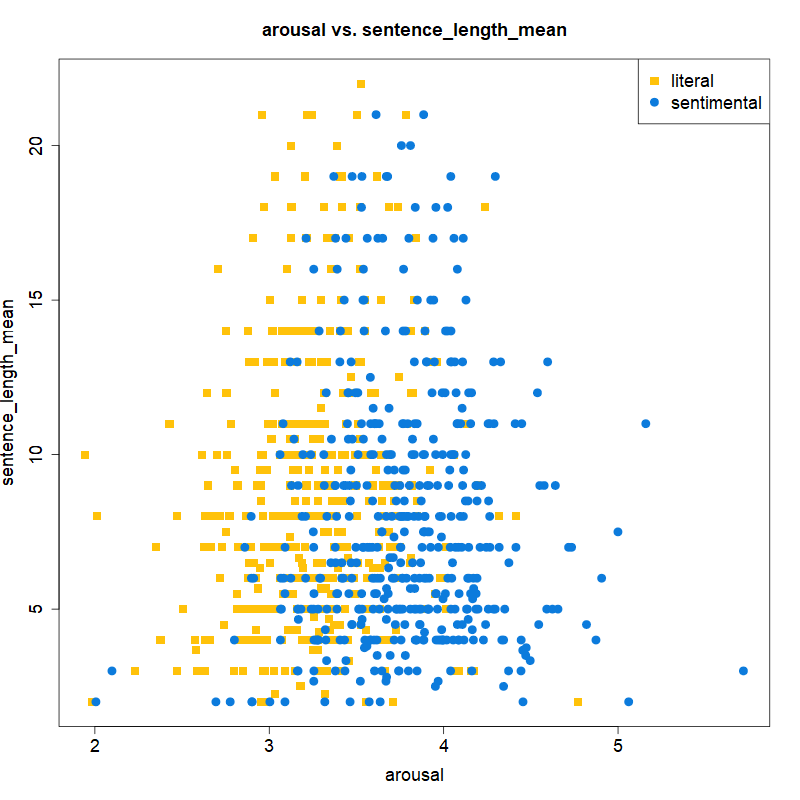 arousal vs. sentence_length_mean
literal
sentimental
sentence_length_mean
20
15
10
5
2 3 4 5
arousal